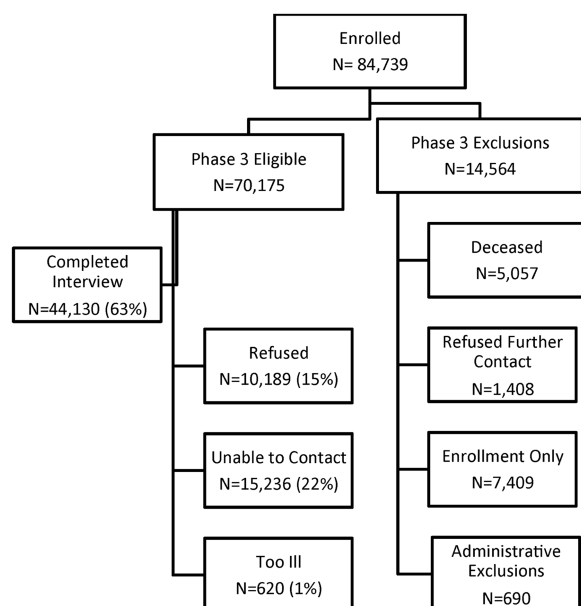 Enrolled
N= 84,739
Phase 3 Eligible
N=70,175
Phase 3 Exclusions
N=14,564
Completed
Interview
N=44,130 (63%)
Deceased
N=5,057
Refused
N=10,189 (15%)
Refused Further
Contact
N=1,408
Unable to Contact
N=15,236 (22%)
Enrollment Only
N=7,409
Too Ill
N=620 (1%)
Administrative
Exclusions
N=690